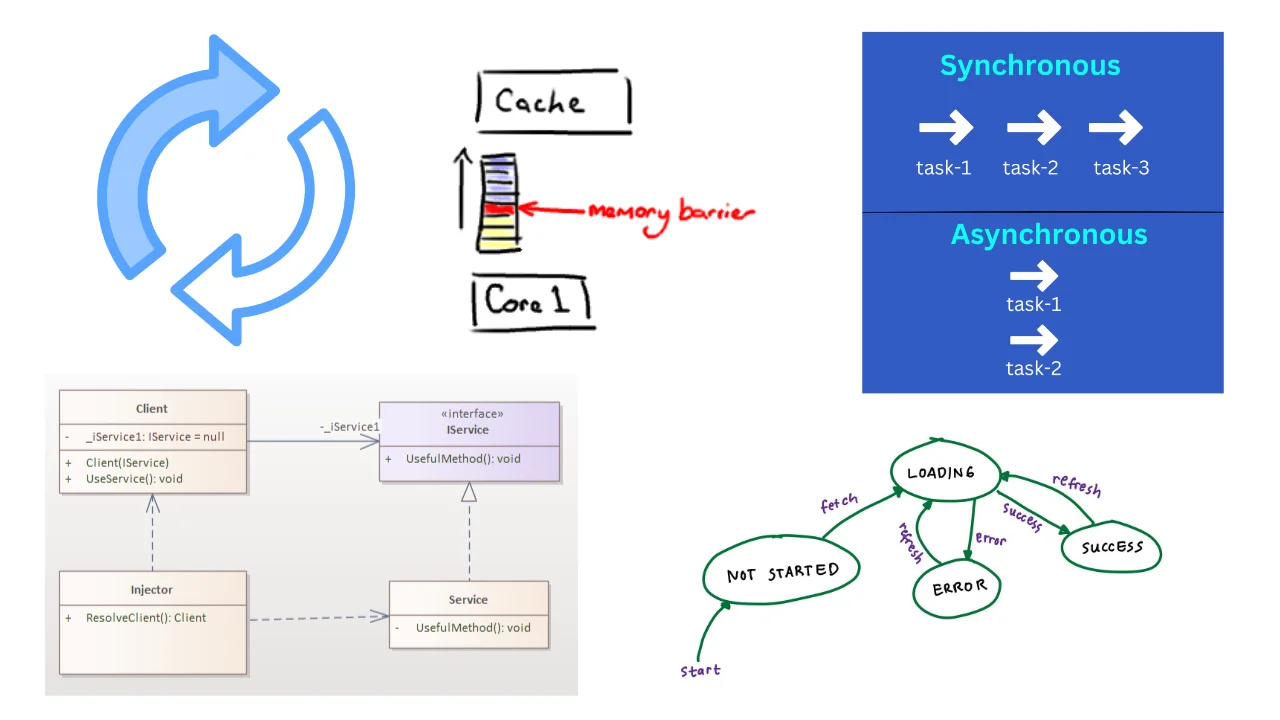 Cache
memory barrier
Core 1
Synchronous
task-1 task-2 task-3
Asynchronous
task-1
task-2
Client
- _iService1: IService = null
+ Client(IService)
+ UseService(): void
-_iService1
«interface»
IService
+ UsefulMethod(): void
Injector
+ ResolveClient(): Client
Service
- UsefulMethod(): void
LOADING
fetch
refresh
success
error
refresh
SUCCESS
NOT STARTED
ERROR
start